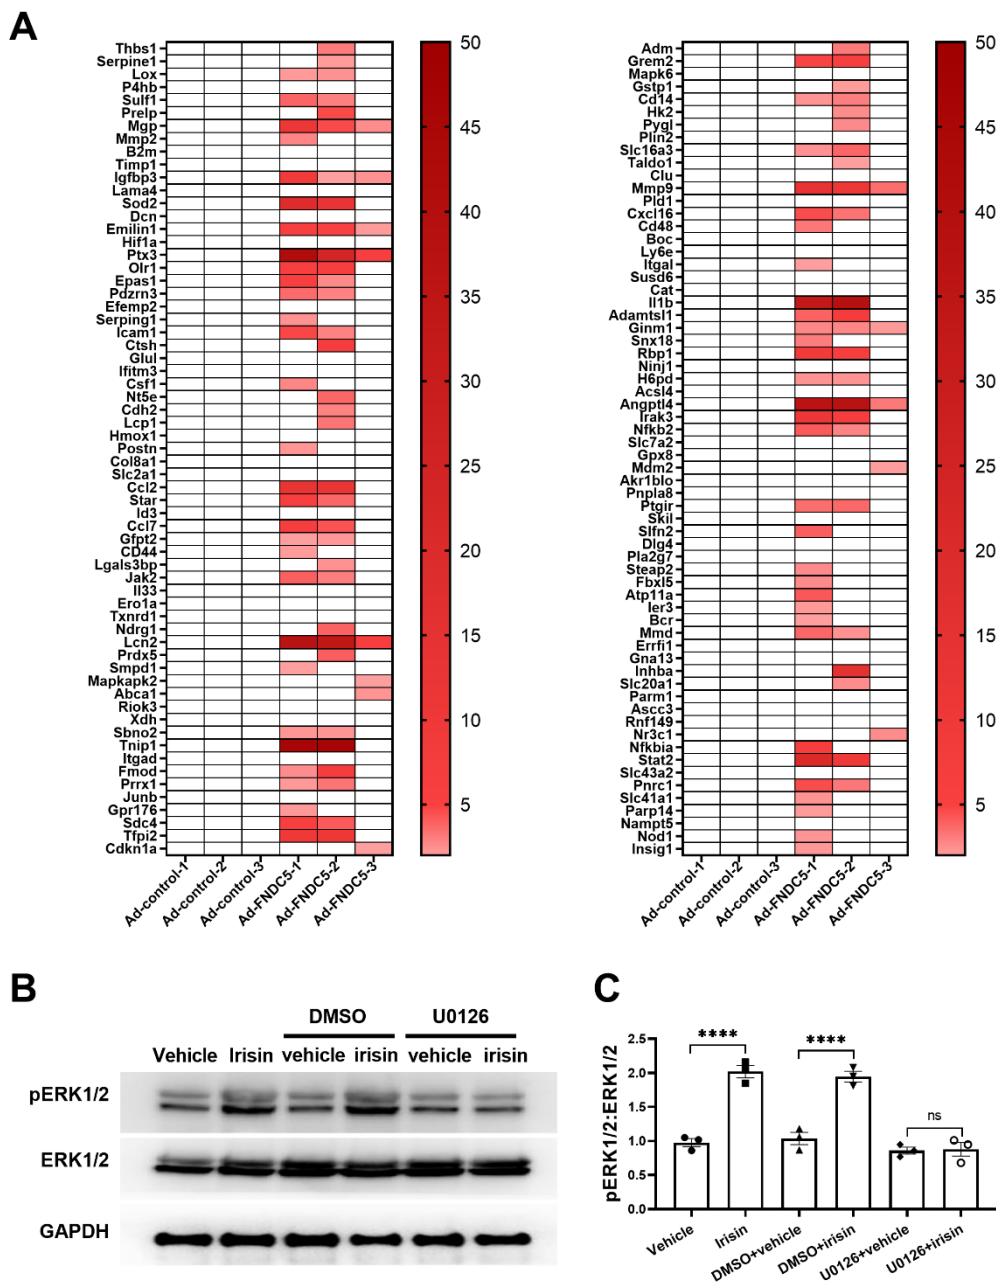 A
Thbs1
Serpine1
Lox
P4hb
Sulf1
Prelp
Mgp
Mmp2
B2m
Timp1
Igfbp3
Lama4
Sod2
Dcn
Emilin1
Hif1a
Ptx3
Olr1
Epas1
Pdzrn3
Efemp2
Serping1
Icam1
Ctsh
Glul
Ifitm3
Csf1
Nt5e
Cdh2
Lcp1
Hmox1
Postn
Col8a1
Slc2a1
Ccl2
Star
Id3
Ccl7
Gfpt2
CD44
Lgals3bp
Jak2
Il33
Ero1a
Txnrd1
Ndrg1
Lcn2
Prdx5
Smpd1
Mapkapk2
Abca1
Riok3
Xdh
Sbno2
Tnip1
Itgad
Fmod
Prrx1
Junb
Gpr176
Sdc4
Tfpi2
Cdkn1a
Ad-control-1
Ad-control-2
Ad-control-3
Ad-FNDC5-1
Ad-FNDC5-2
Ad-FNDC5-3
50
45
40
35
30
25
20
15
10
5
Adm
Grem2
Mapk6
Gstp1
Cd14
Hk2
Pygl
Plin2
Slc16a3
Taldo1
Clu
Mmp9
Pld1
Cxcl16
Cd48
Boc
Ly6e
Itgal
Susd6
Cat
Il1b
Adamtsl1
Ginm1
Snx18
Rbp1
Ninj1
H6pd
Acsl4
Angptl4
Irak3
Nfkb2
Slc7a2
Gpx8
Mdm2
Akr1blo
Pnpla8
Ptgir
Skil
Slfn2
Dlg4
Pla2g7
Steap2
Fbxl5
Atp11a
Ier3
Bcr
Mmd
Errfi1
Gna13
Inhba
Slc20a1
Parm1
Ascc3
Rnf149
Nr3c1
Nfkbia
Stat2
Slc43a2
Pnrc1
Slc41a1
Parp14
Nampt5
Nod1
Insig1
Ad-control-1
Ad-control-2
Ad-control-3
Ad-FNDC5-1
Ad-FNDC5-2
Ad-FNDC5-3
50
45
40
35
30
25
20
15
10
5
B
DMSO U0126
Vehicle Irisin vehicle irisin vehicle irisin
pERK1/2
ERK1/2
GAPDH
C
pERK1/2:ERK1/2
2.5
2.0
1.5
1.0
0.5
0.0
****
****
ns
Vehicle
Irisin
DMSO+vehicle
DMSO+irisin
U0126+vehicle
U0126+irisin